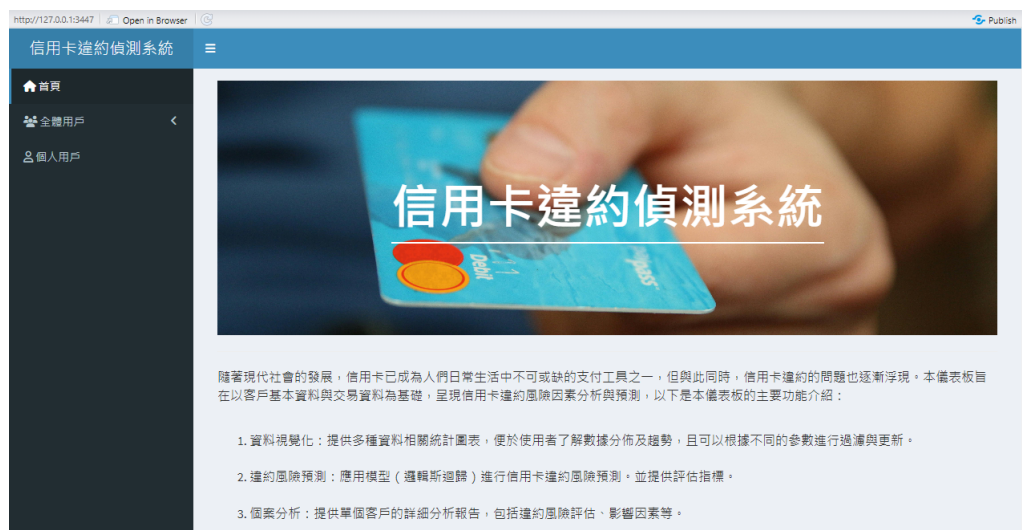 http://127.0.0.1:3447 Open in Browser Publish
信用卡違約偵測系統
首頁
全體用戶
個人用戶
信用卡違約偵測系統
Debit
隨著現代社會的發展，信用卡已成為人們日常生活中不可或缺的支付工具之一，但與此同時，信用卡違約的問題也逐漸浮現。本儀表板旨
在以客戶基本資料與交易資料為基礎，呈現信用卡違約風險因素分析與預測，以下是本儀表板的主要功能介紹：
1. 資料視覺化：提供多種資料相關統計圖表，便於使用者了解數據分佈及趨勢，且可以根據不同的參數進行過濾與更新。
2. 違約風險預測：應用模型（邏輯斯迴歸）進行信用卡違約風險預測。並提供評估指標。
3. 個案分析：提供單個客戶的詳細分析報告，包括違約風險評估、影響因素等。